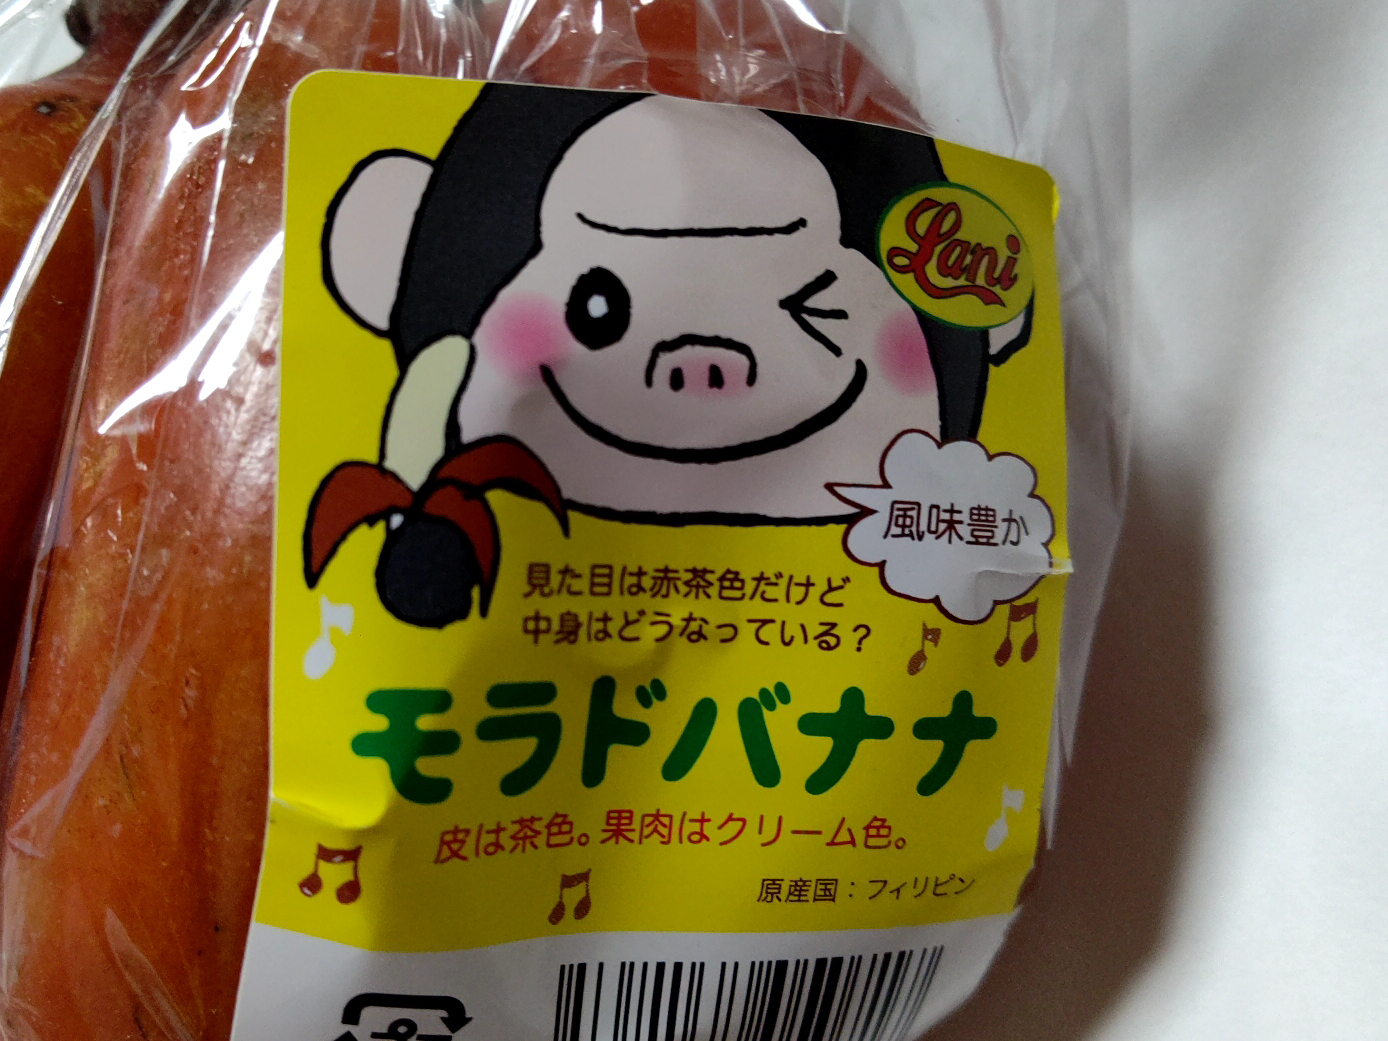 Lani
風味豊か
見た目は赤茶色だけど
中身はどうなっている？
モラドバナナ
皮は茶色。果肉はクリーム色。
原産国：フィリピン